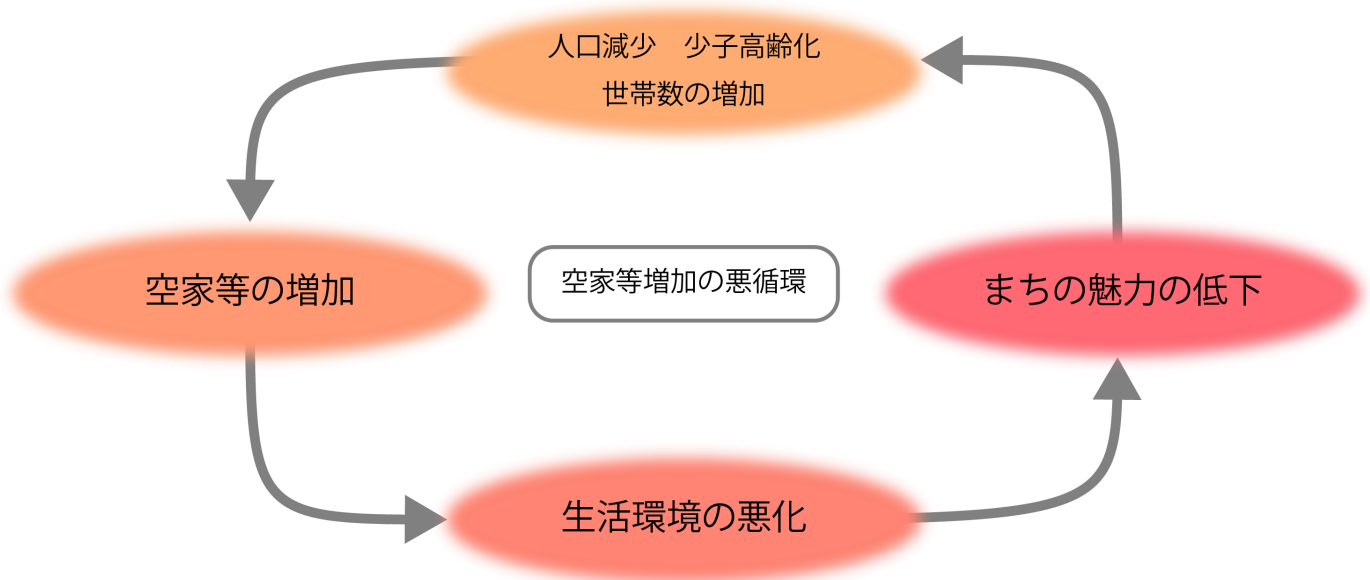 人口減少　少子高齢化
世帯数の増加
空家等の増加
空家等増加の悪循環
まちの魅力の低下
生活環境の悪化